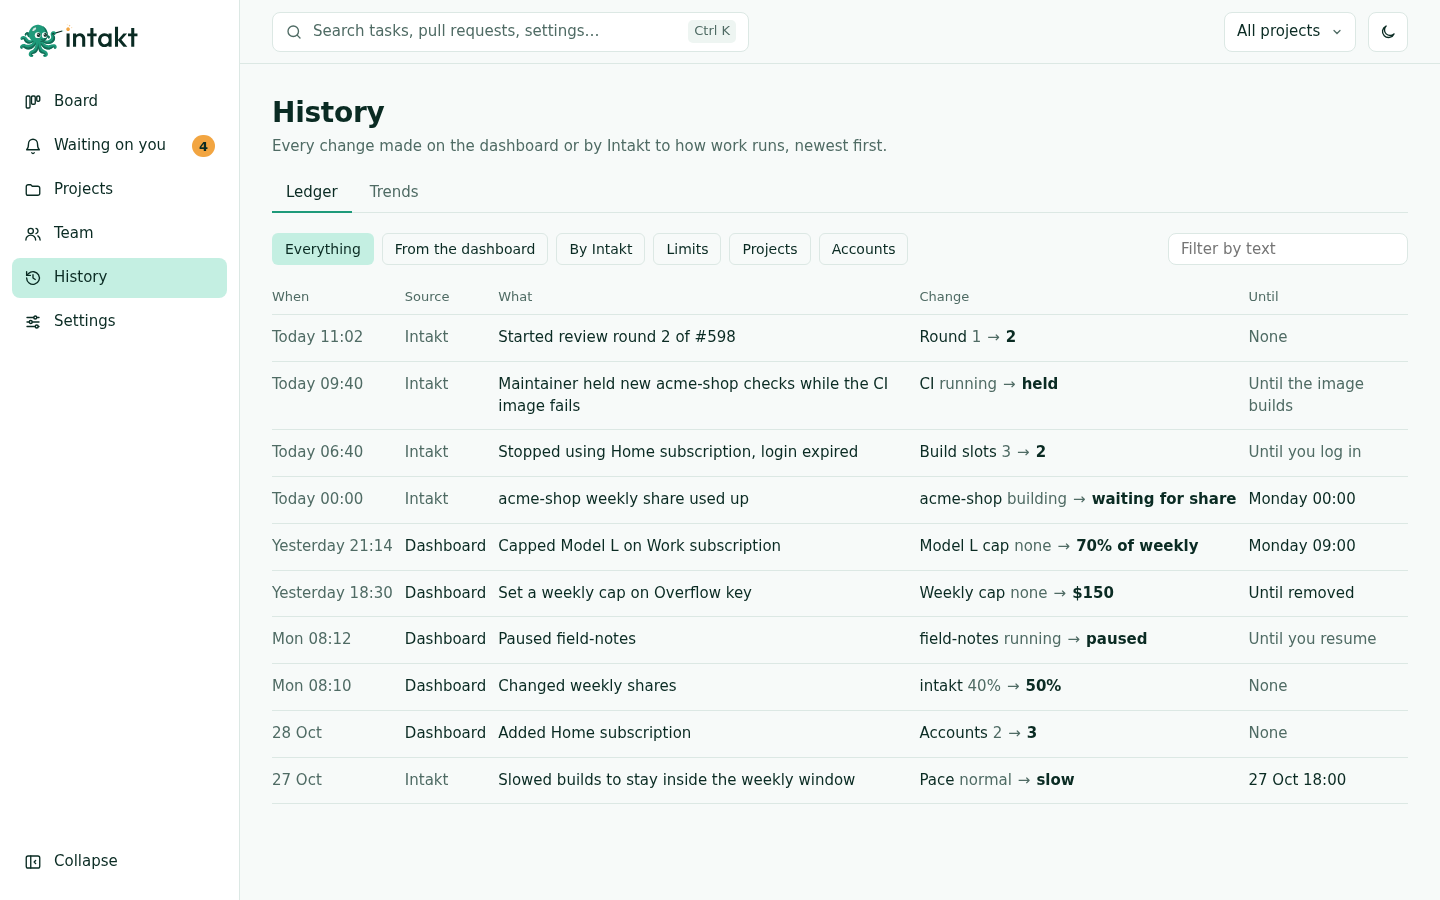 intakt
Search tasks, pull requests, settings... Ctrl K
All projects
Board
Waiting on you 4
Projects
Team
History
Settings
Collapse
History
Every change made on the dashboard or by Intakt to how work runs, newest first.
Ledger Trends
Everything From the dashboard By Intakt Limits Projects Accounts Filter by text
When Source What Change Until
Today 11:02 Intakt Started review round 2 of #598 Round 1 → 2 None
Today 09:40 Intakt Maintainer held new acme-shop checks while the CI CI running → held Until the image
image fails builds
Today 06:40 Intakt Stopped using Home subscription, login expired Build slots 3 → 2 Until you log in
Today 00:00 Intakt acme-shop weekly share used up acme-shop building → waiting for share Monday 00:00
Yesterday 21:14 Dashboard Capped Model L on Work subscription Model L cap none → 70% of weekly Monday 09:00
Yesterday 18:30 Dashboard Set a weekly cap on Overflow key Weekly cap none → $150 Until removed
Mon 08:12 Dashboard Paused field-notes field-notes running → paused Until you resume
Mon 08:10 Dashboard Changed weekly shares intakt 40% → 50% None
28 Oct Dashboard Added Home subscription Accounts 2 → 3 None
27 Oct Intakt Slowed builds to stay inside the weekly window Pace normal → slow 27 Oct 18:00